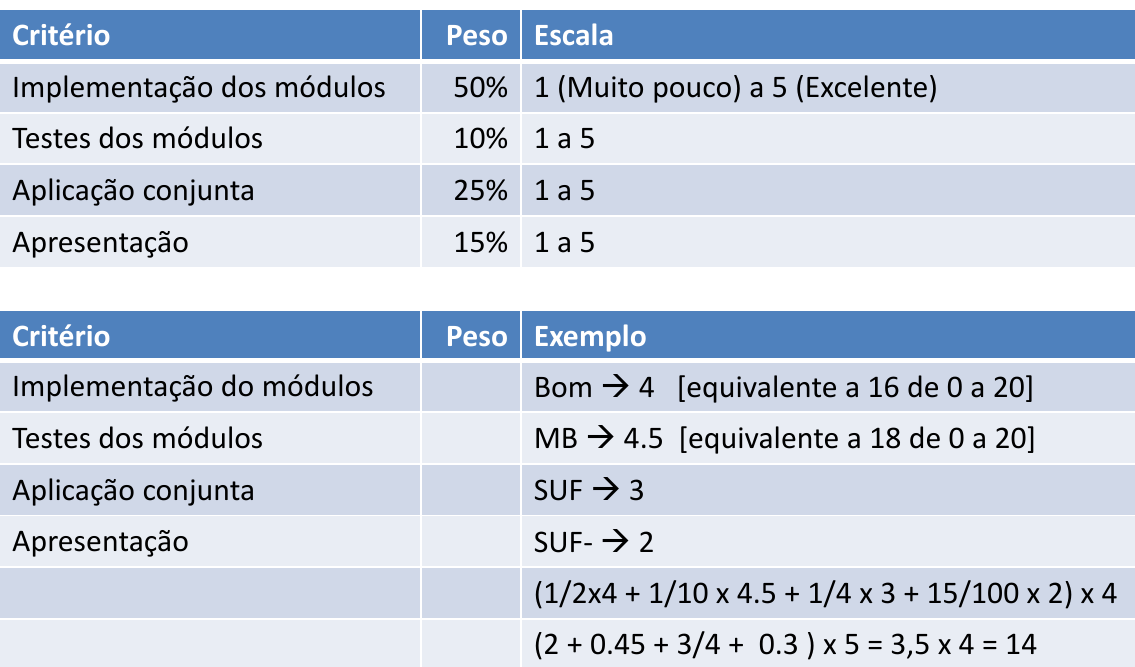 Critério Peso Escala
Implementação dos módulos 50% 1 (Muito pouco) a 5 (Excelente)
Testes dos módulos 10% 1 a 5
Aplicação conjunta 25% 1 a 5
Apresentação 15% 1 a 5
Critério Peso Exemplo
Implementação do módulos Bom → 4 [equivalente a 16 de 0 a 20]
Testes dos módulos MB → 4.5 [equivalente a 18 de 0 a 20]
Aplicação conjunta SUF → 3
Apresentação SUF- → 2
(1/2x4 + 1/10 x 4.5 + 1/4 x 3 + 15/100 x 2) x 4
(2 + 0.45 + 3/4 + 0.3 ) x 5 = 3,5 x 4 = 14